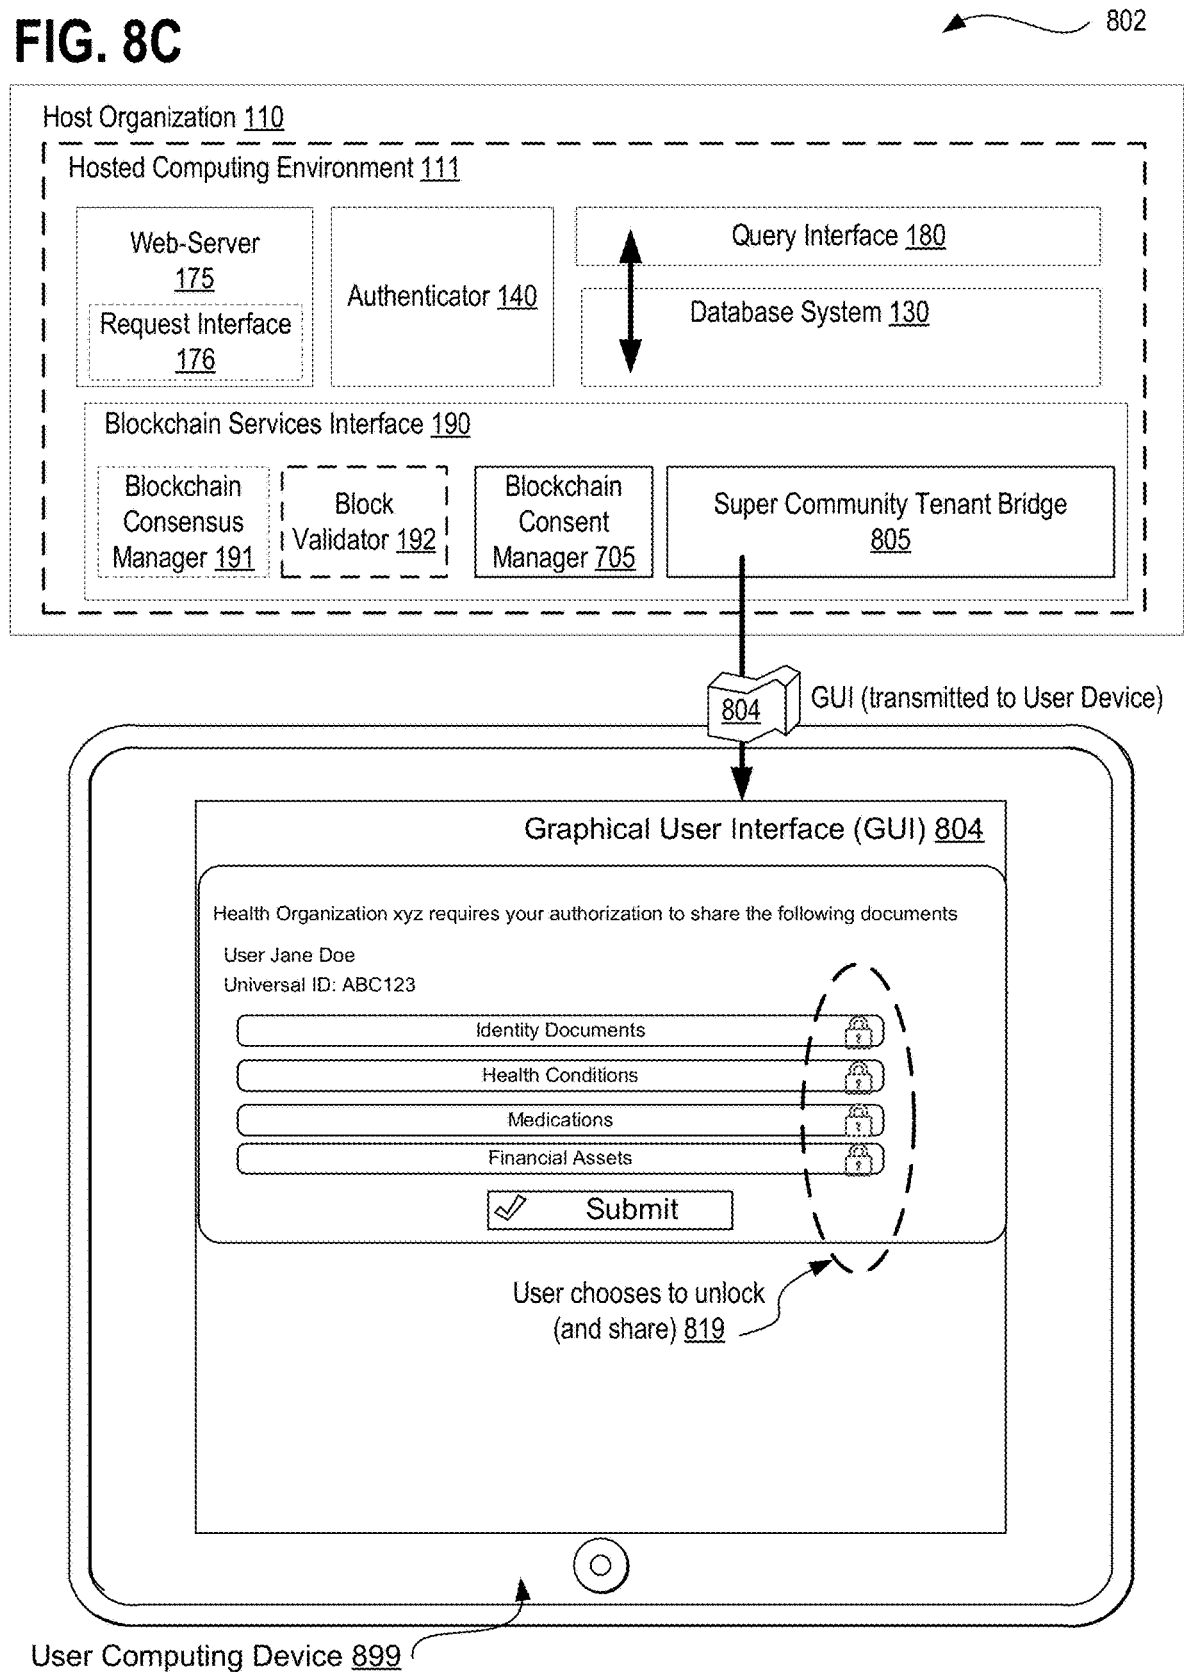 FIG. 8C
802
Host Organization 110
Hosted Computing Environment 111
Web-Server
175
Request Interface
176
Authenticator 140
Query Interface 180
Database System 130
Blockchain Services Interface 190
Blockchain
Consensus
Manager 191
Block
Validator 192
Blockchain
Consent
Manager 705
Super Community Tenant Bridge
805
804
GUI (transmitted to User Device)
Graphical User Interface (GUI) 804
Health Organization xyz requires your authorization to share the following documents
User Jane Doe
Universal ID: ABC123
Identity Documents
Health Conditions
Medications
Financial Assets
Submit
User chooses to unlock
(and share) 819
User Computing Device 899